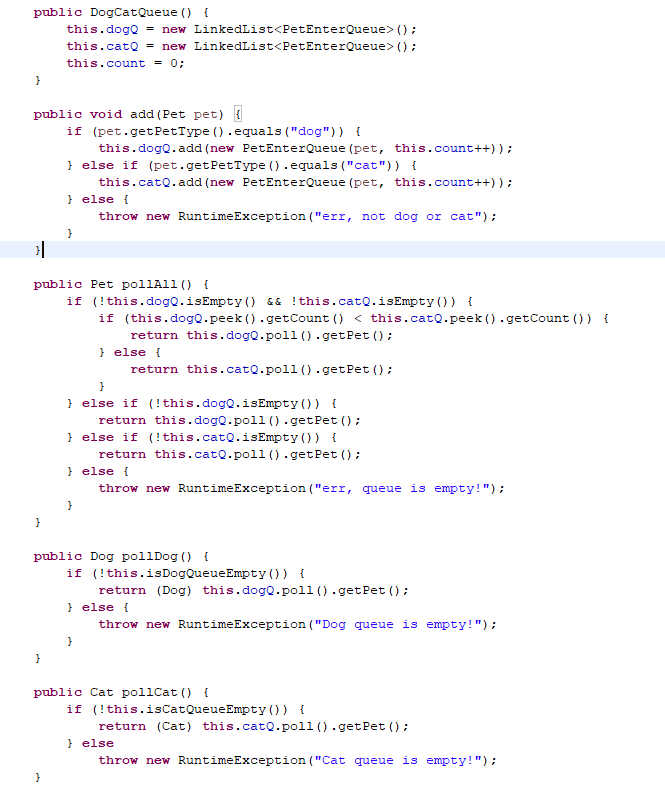 public DogCatQueue() {
this.dogQ = new LinkedList<PetEnterQueue>();
this.catQ = new LinkedList<PetEnterQueue>();
this.count = 0;
}
public void add(Pet pet) {
if (pet.getPetType().equals("dog")) {
this.dogQ.add(new PetEnterQueue(pet, this.count++));
} else if (pet.getPetType().equals("cat")) {
this.catQ.add(new PetEnterQueue(pet, this.count++));
} else {
throw new RuntimeException("err, not dog or cat");
}
}
public Pet pollAll() {
if (!this.dogQ.isEmpty() && !this.catQ.isEmpty()) {
if (this.dogQ.peek().getCount() < this.catQ.peek().getCount()) {
return this.dogQ.poll().getPet();
} else {
return this.catQ.poll().getPet();
}
} else if (!this.dogQ.isEmpty()) {
return this.dogQ.poll().getPet();
} else if (!this.catQ.isEmpty()) {
return this.catQ.poll().getPet();
} else {
throw new RuntimeException("err, queue is empty!");
}
}
public Dog pollDog() {
if (!this.isDogQueueEmpty()) {
return (Dog) this.dogQ.poll().getPet();
} else {
throw new RuntimeException("Dog queue is empty!");
}
}
public Cat pollCat() {
if (!this.isCatQueueEmpty()) {
return (Cat) this.catQ.poll().getPet();
} else
throw new RuntimeException("Cat queue is empty!");
}